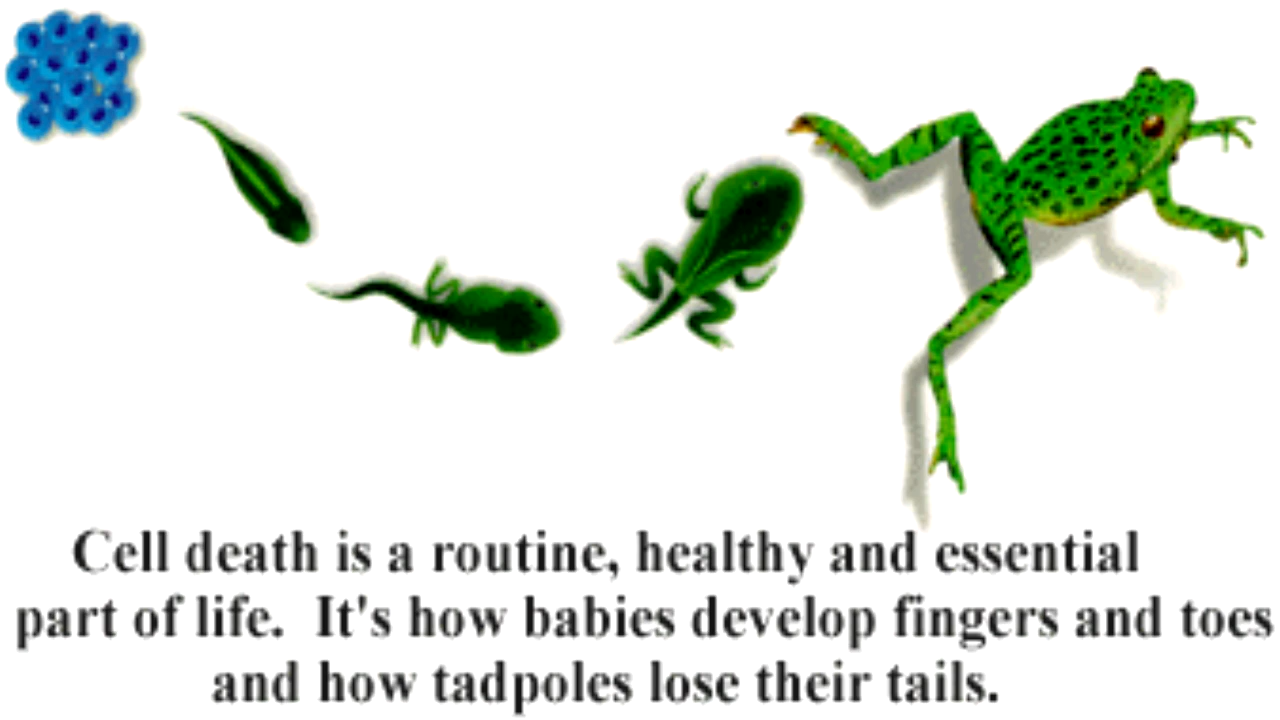 Cell death is a routine, healthy and essential
part of life. It's how babies develop fingers and toes
and how tadpoles lose their tails.